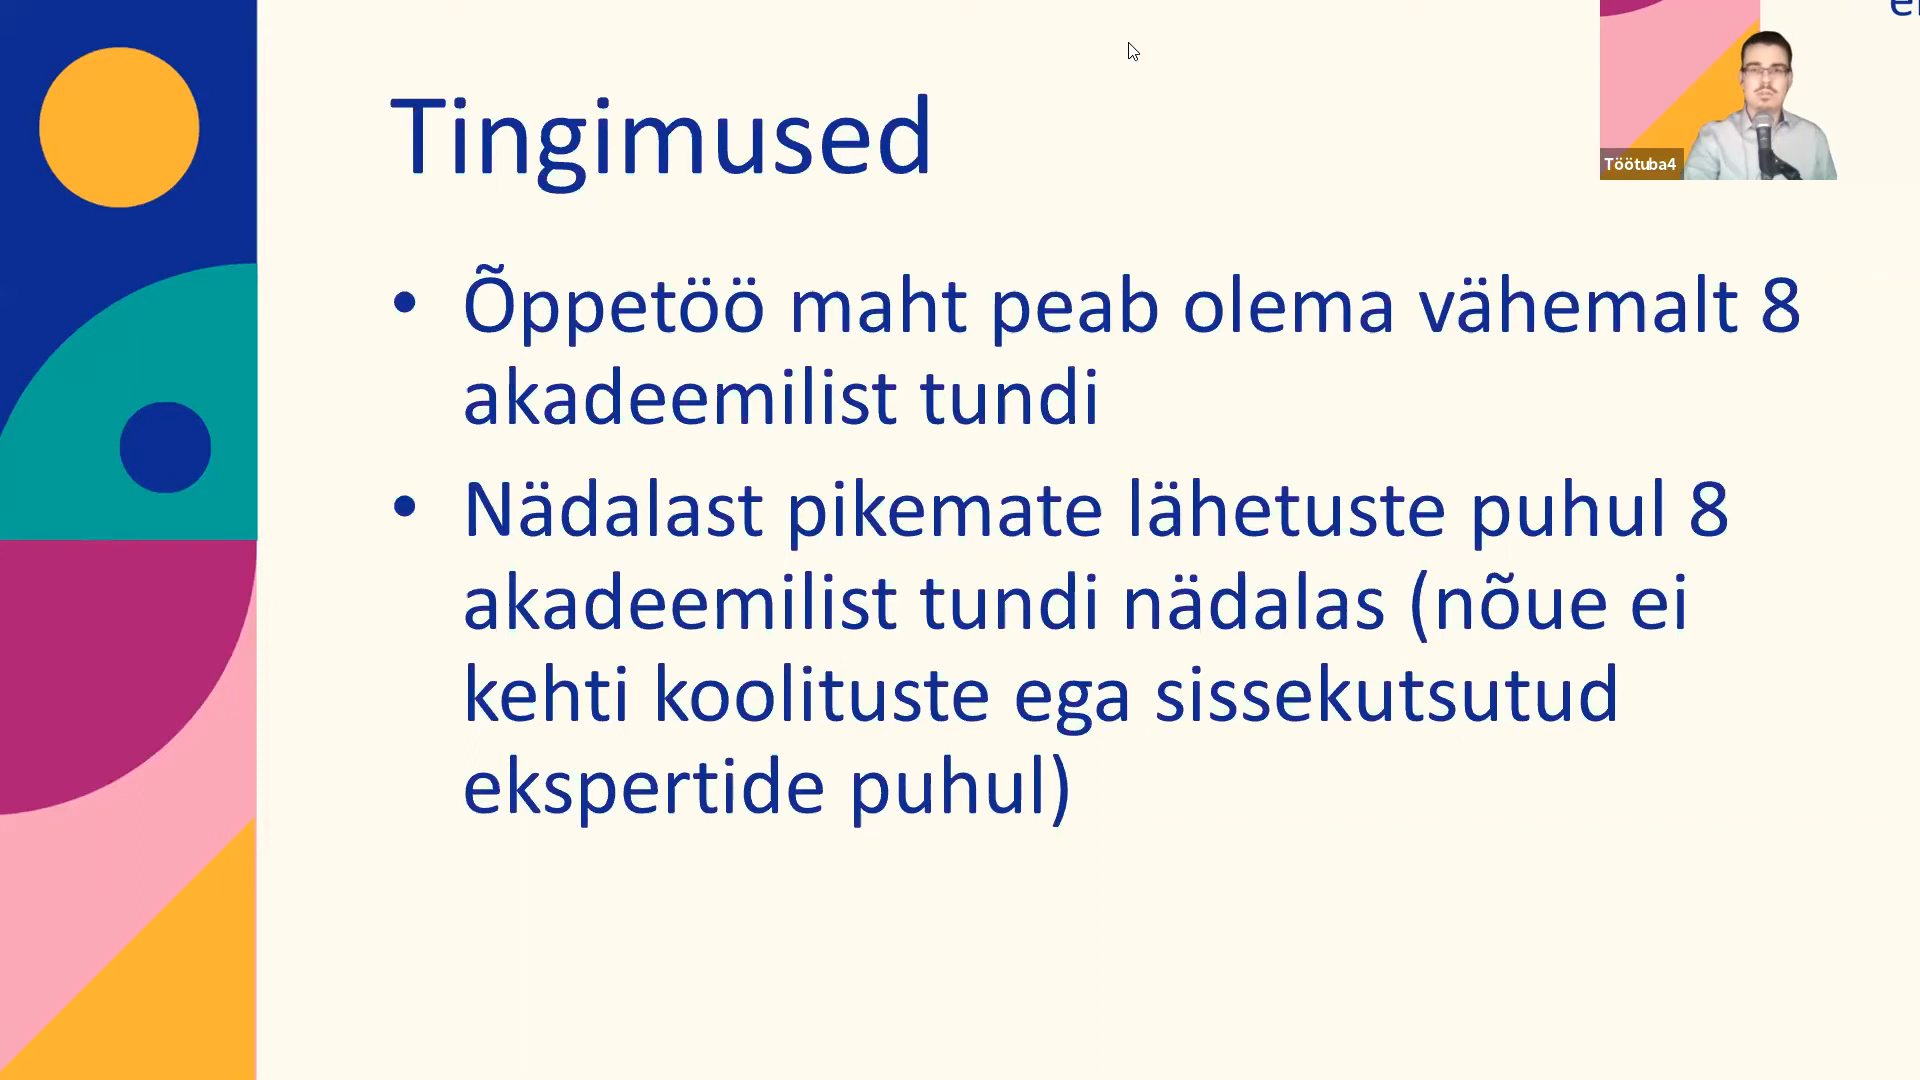 Tingimused
Töötuba4
• Õppetöö maht peab olema vähemalt 8
akadeemilist tundi
• Nädalast pikemate lähetuste puhul 8
akadeemilist tundi nädalas (nõue ei
kehti koolituste ega sissekutsutud
ekspertide puhul)